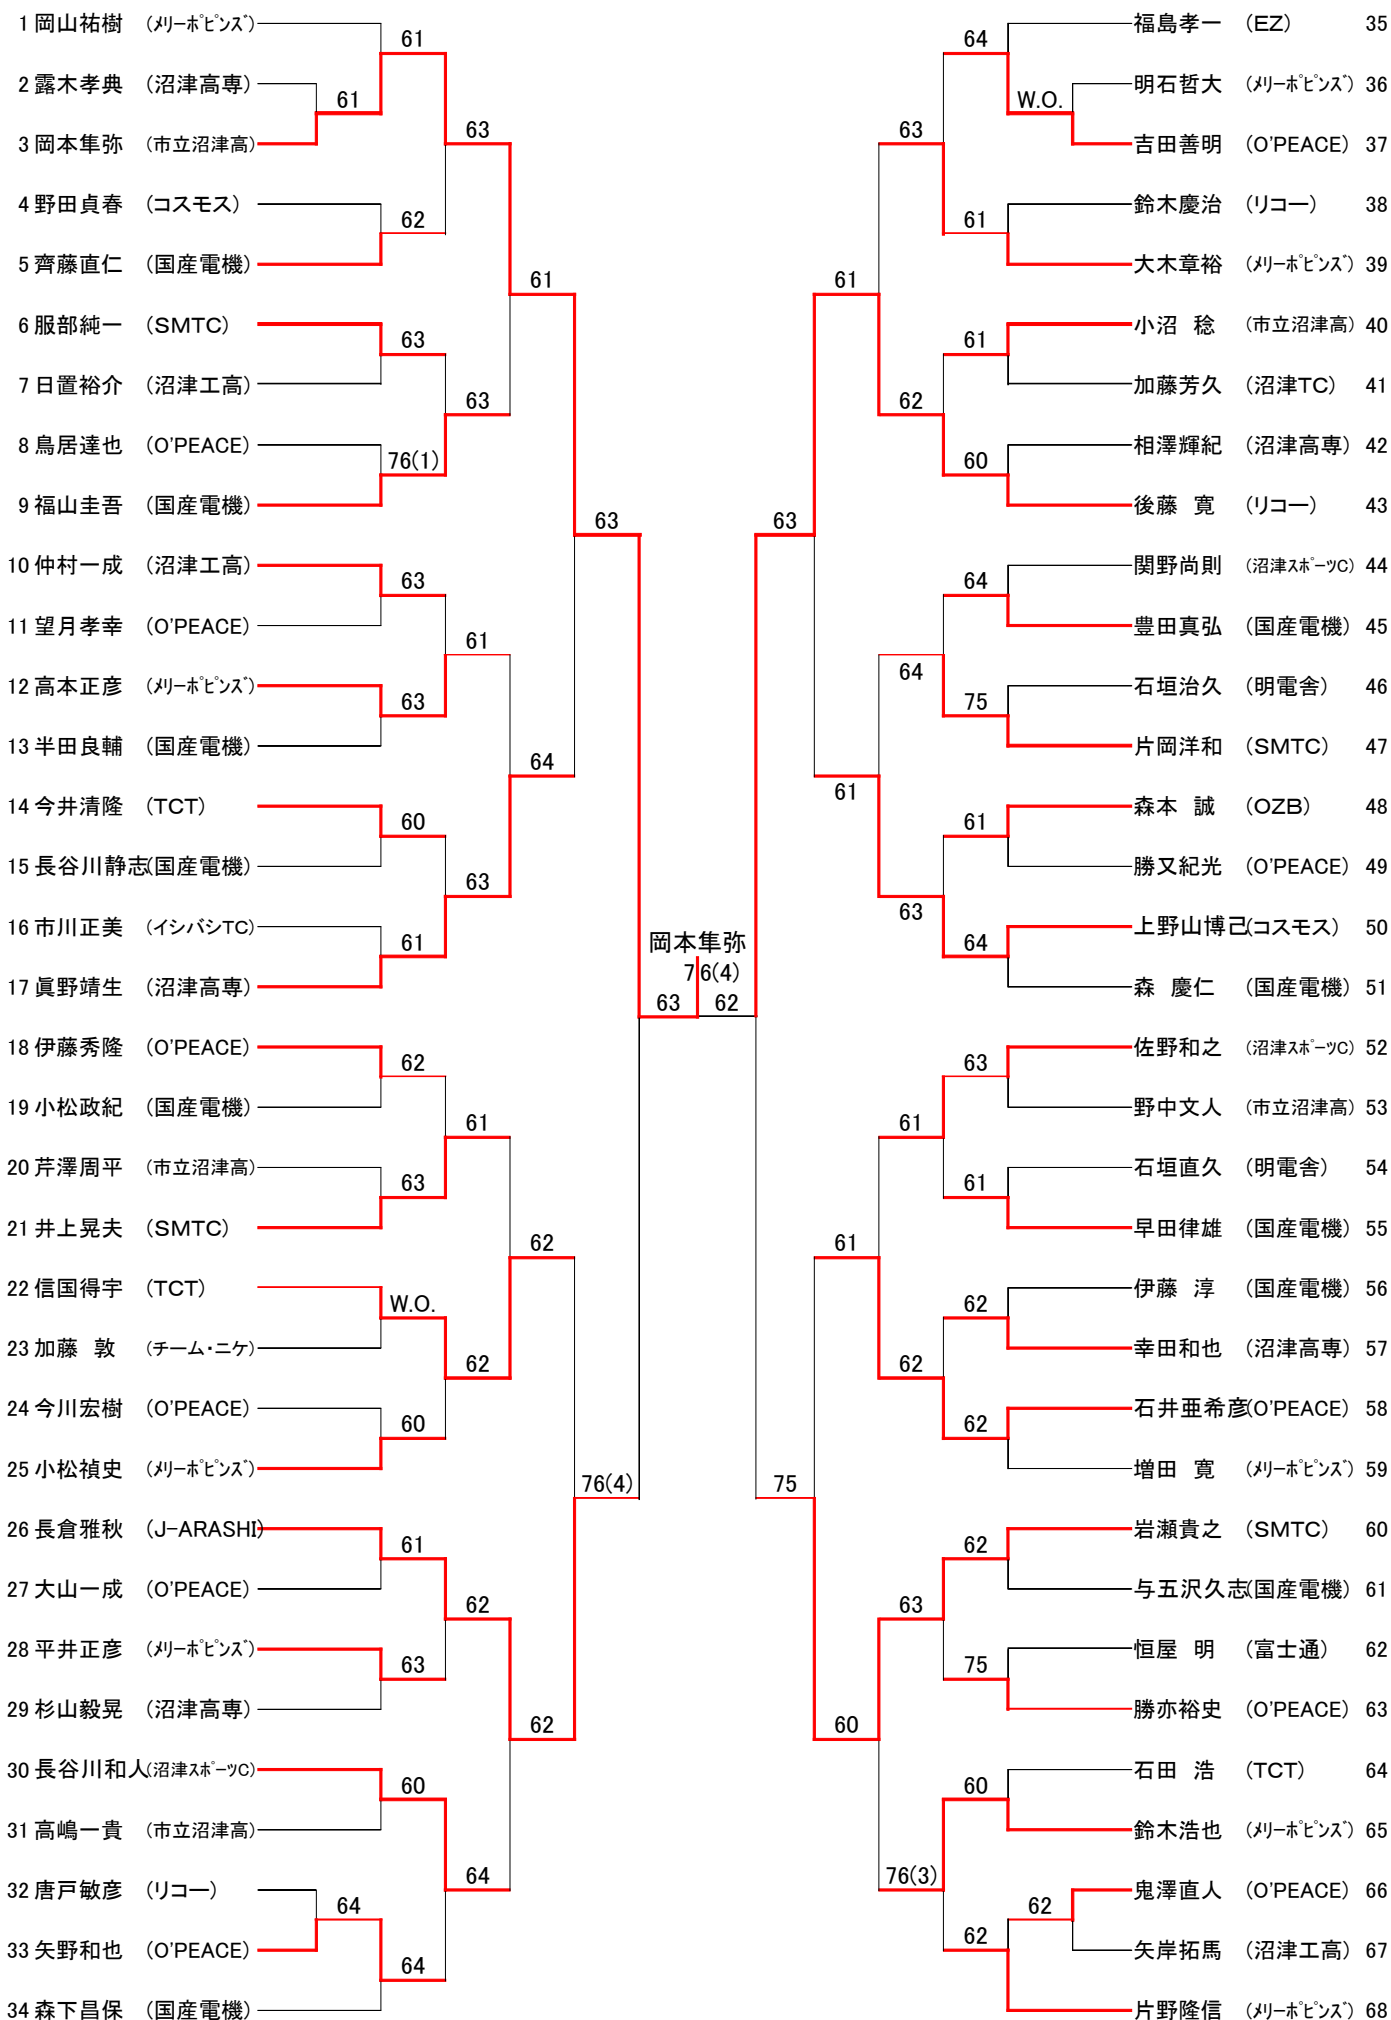 1 岡山祐樹 (メリーポピンズ)
61
2 露木孝典 (沼津高専)
61
3 岡本隼弥 (市立沼津高)
63
4 野田貞春 (コスモス)
62
5 齊藤直仁 (国産電機)
61
6 服部純一 (SMTC)
63
7 日置裕介 (沼津工高)
63
8 鳥居達也 (O'PEACE)
76(1)
9 福山圭吾 (国産電機)
63
10 仲村一成 (沼津工高)
63
11 望月孝幸 (O'PEACE)
61
12 高本正彦 (メリーポピンズ)
63
13 半田良輔 (国産電機)
64
14 今井清隆 (TCT)
60
15 長谷川静志(国産電機)
63
16 市川正美 (イシバシTC)
61
17 眞野靖生 (沼津高専)
岡本隼弥
76(4)
63 62
18 伊藤秀隆 (O'PEACE)
62
19 小松政紀 (国産電機)
61
20 芹澤周平 (市立沼津高)
63
21 井上晃夫 (SMTC)
62
22 信国得宇 (TCT)
W.O.
23 加藤 敦 (チーム・ニケ)
62
24 今川宏樹 (O'PEACE)
60
25 小松禎史 (メリーポピンズ)
76(4)
26 長倉雅秋 (J-ARASHI)
61
27 大山一成 (O'PEACE)
62
28 平井正彦 (メリーポピンズ)
63
29 杉山毅晃 (沼津高専)
62
30 長谷川和人(沼津スポーツC)
60
31 高嶋一貴 (市立沼津高)
64
32 唐戸敏彦 (リコー)
64
33 矢野和也 (O'PEACE)
64
34 森下昌保 (国産電機)
福島孝一 (EZ) 35
64
明石哲大 (メリーポピンズ) 36
W.O.
吉田善明 (O'PEACE) 37
63
鈴木慶治 (リコー) 38
61
大木章裕 (メリーポピンズ) 39
61
小沼 稔 (市立沼津高) 40
61
加藤芳久 (沼津TC) 41
62
相澤輝紀 (沼津高専) 42
60
後藤 寛 (リコー) 43
63
関野尚則 (沼津スポーツC) 44
64
豊田真弘 (国産電機) 45
64
石垣治久 (明電舎) 46
75
片岡洋和 (SMTC) 47
61
森本 誠 (OZB) 48
61
勝又紀光 (O'PEACE) 49
63
上野山博己(コスモス) 50
64
森 慶仁 (国産電機) 51
佐野和之 (沼津スポーツC) 52
63
野中文人 (市立沼津高) 53
61
石垣直久 (明電舎) 54
61
早田律雄 (国産電機) 55
61
伊藤 淳 (国産電機) 56
62
幸田和也 (沼津高専) 57
62
石井亜希彦(O'PEACE) 58
62
増田 寛 (メリーポピンズ) 59
75
岩瀬貴之 (SMTC) 60
62
与五沢久志(国産電機) 61
63
恒屋 明 (富士通) 62
75
勝亦裕史 (O'PEACE) 63
60
石田 浩 (TCT) 64
60
鈴木浩也 (メリーポピンズ) 65
76(3)
鬼澤直人 (O'PEACE) 66
62
矢岸拓馬 (沼津工高) 67
62
片野隆信 (メリーポピンズ) 68